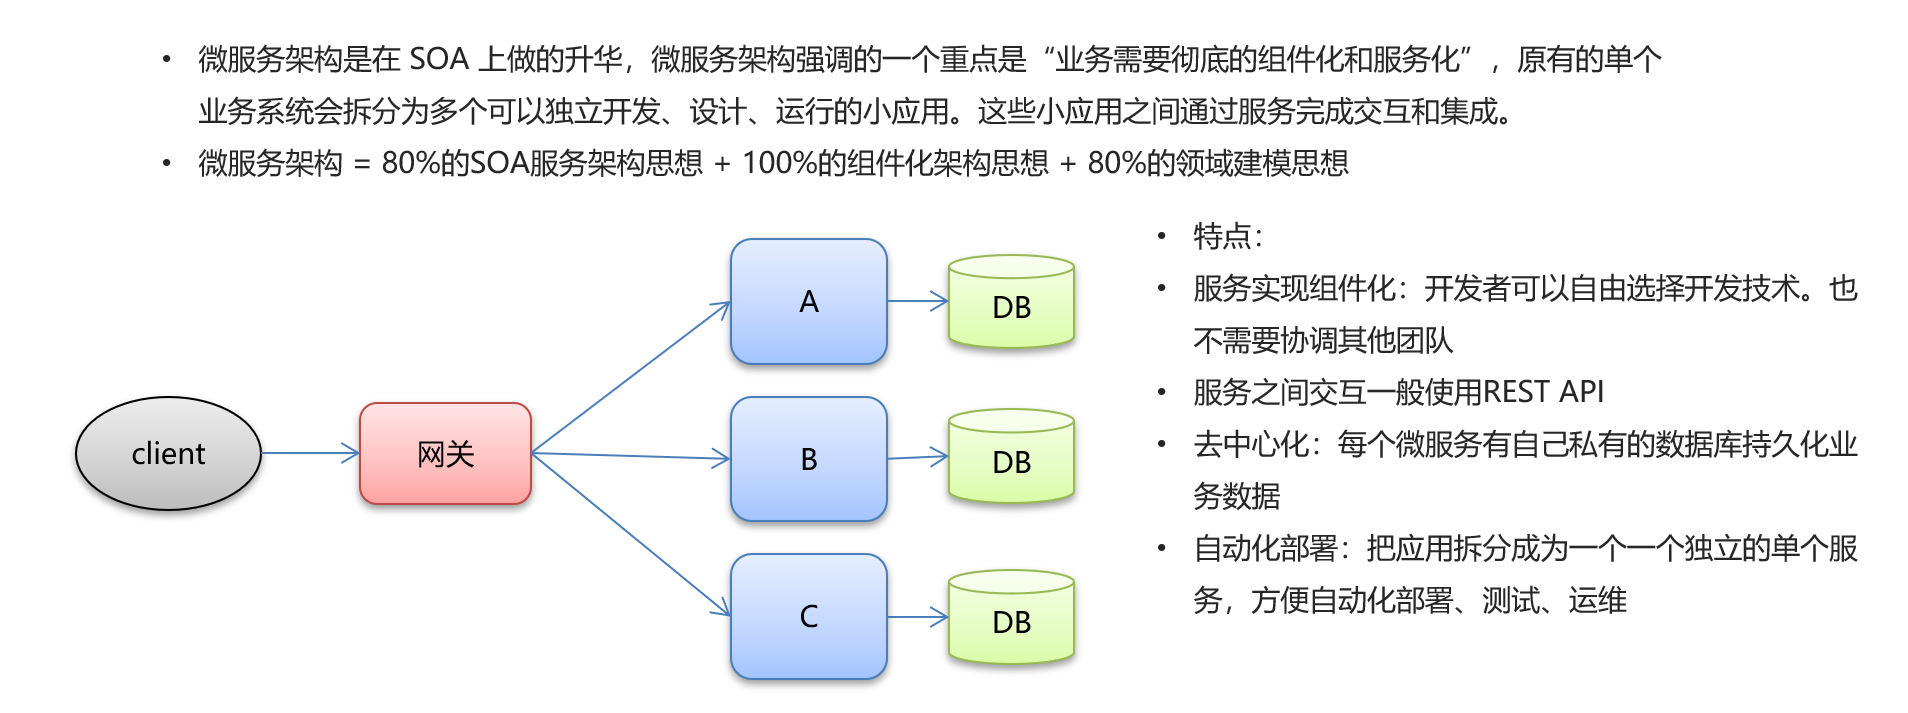 • 微服务架构是在 SOA 上做的升华，微服务架构强调的一个重点是“业务需要彻底的组件化和服务化”，原有的单个
业务系统会拆分为多个可以独立开发、设计、运行的小应用。这些小应用之间通过服务完成交互和集成。
• 微服务架构 = 80%的SOA服务架构思想 + 100%的组件化架构思想 + 80%的领域建模思想
client
网关
A
DB
B
DB
C
DB
• 特点：
• 服务实现组件化：开发者可以自由选择开发技术。也
不需要协调其他团队
• 服务之间交互一般使用REST API
• 去中心化：每个微服务有自己私有的数据库持久化业
务数据
• 自动化部署：把应用拆分成为一个一个独立的单个服
务，方便自动化部署、测试、运维